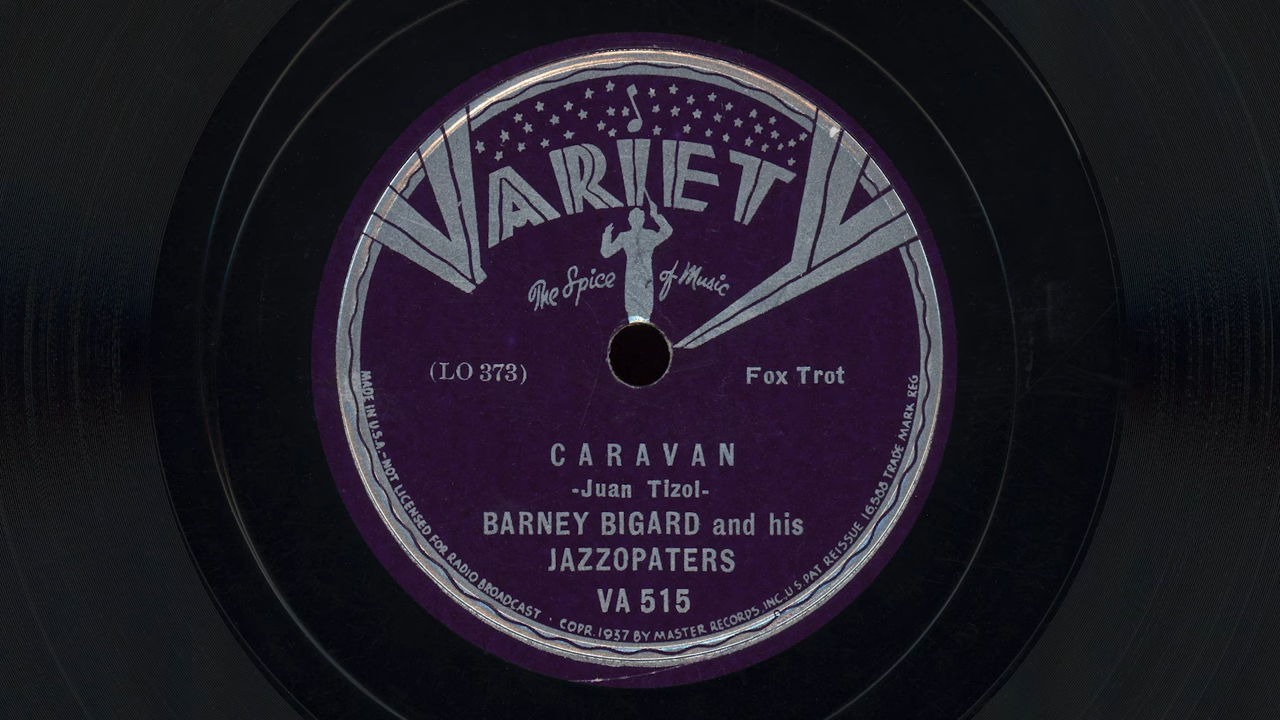 VARIETY
The Spice of Music
(LO 373)
Fox Trot
CARAVAN
-Juan Tizol-
BARNEY BIGARD and his
JAZZOPATERS
VA 515
MADE IN U.S.A.-NOT LICENSED FOR RADIO BROADCAST . COPR. 1937 BY MASTER RECORDS, INC. U.S. PAT REISSUE 16,588 TRADE MARK REG